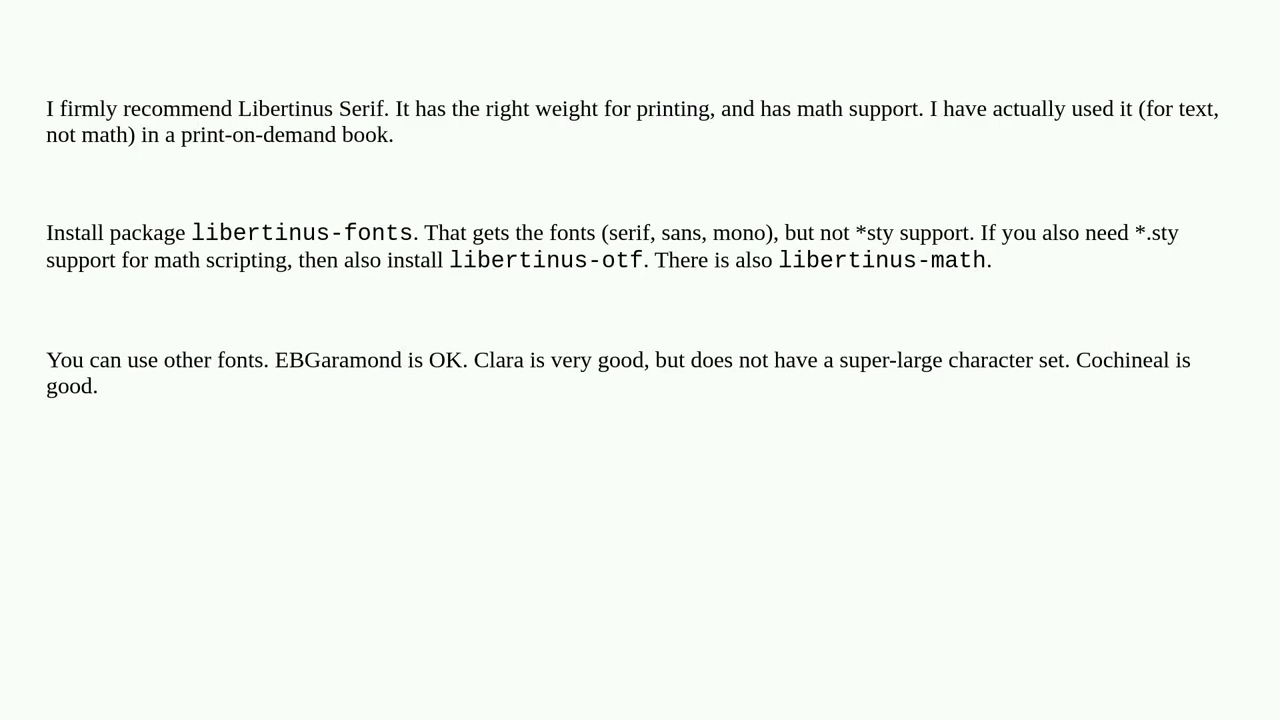 I firmly recommend Libertinus Serif. It has the right weight for printing, and has math support. I have actually used it (for text,
not math) in a print-on-demand book.
Install package libertinus-fonts. That gets the fonts (serif, sans, mono), but not *sty support. If you also need *.sty
support for math scripting, then also install libertinus-otf. There is also libertinus-math.
You can use other fonts. EBGaramond is OK. Clara is very good, but does not have a super-large character set. Cochineal is
good.